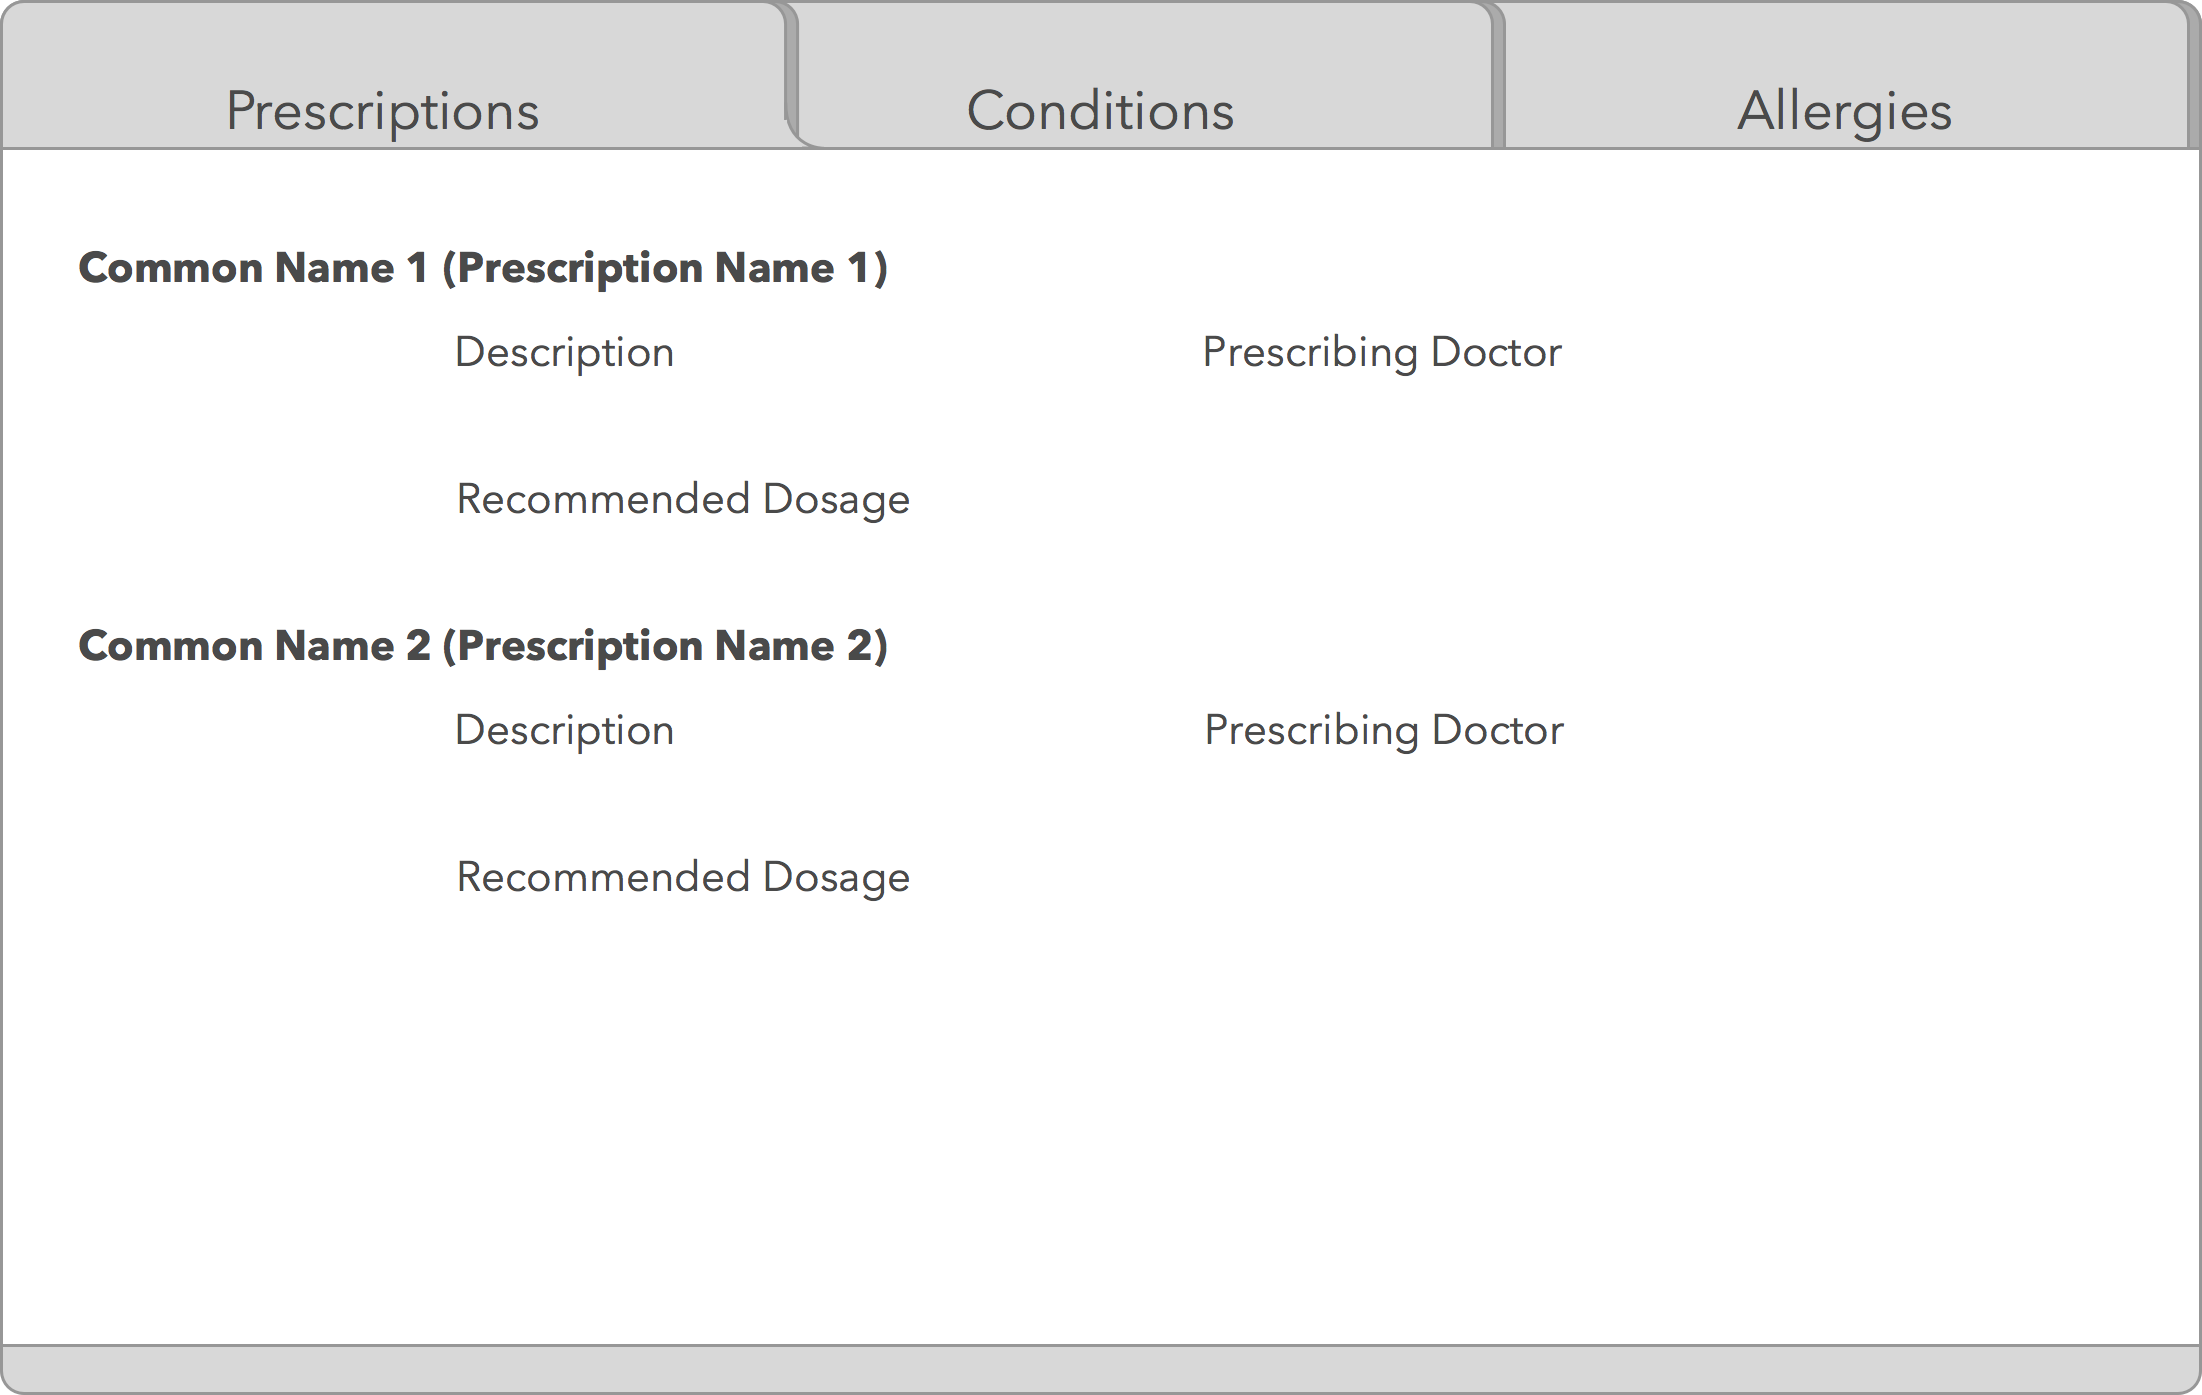 Prescriptions Conditions Allergies
Common Name 1 (Prescription Name 1)
Description Prescribing Doctor
Recommended Dosage
Common Name 2 (Prescription Name 2)
Description Prescribing Doctor
Recommended Dosage